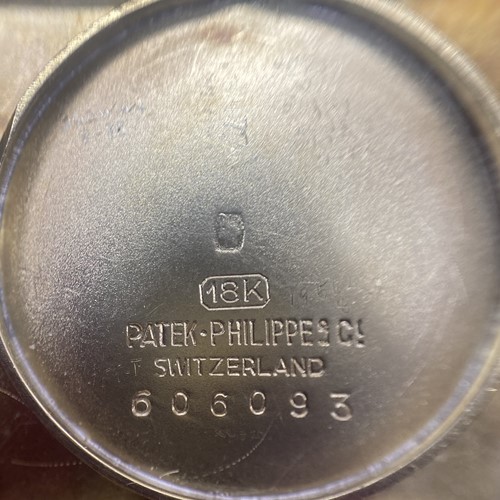 18K
PATEK·PHILIPPE & Co
SWITZERLAND
606093